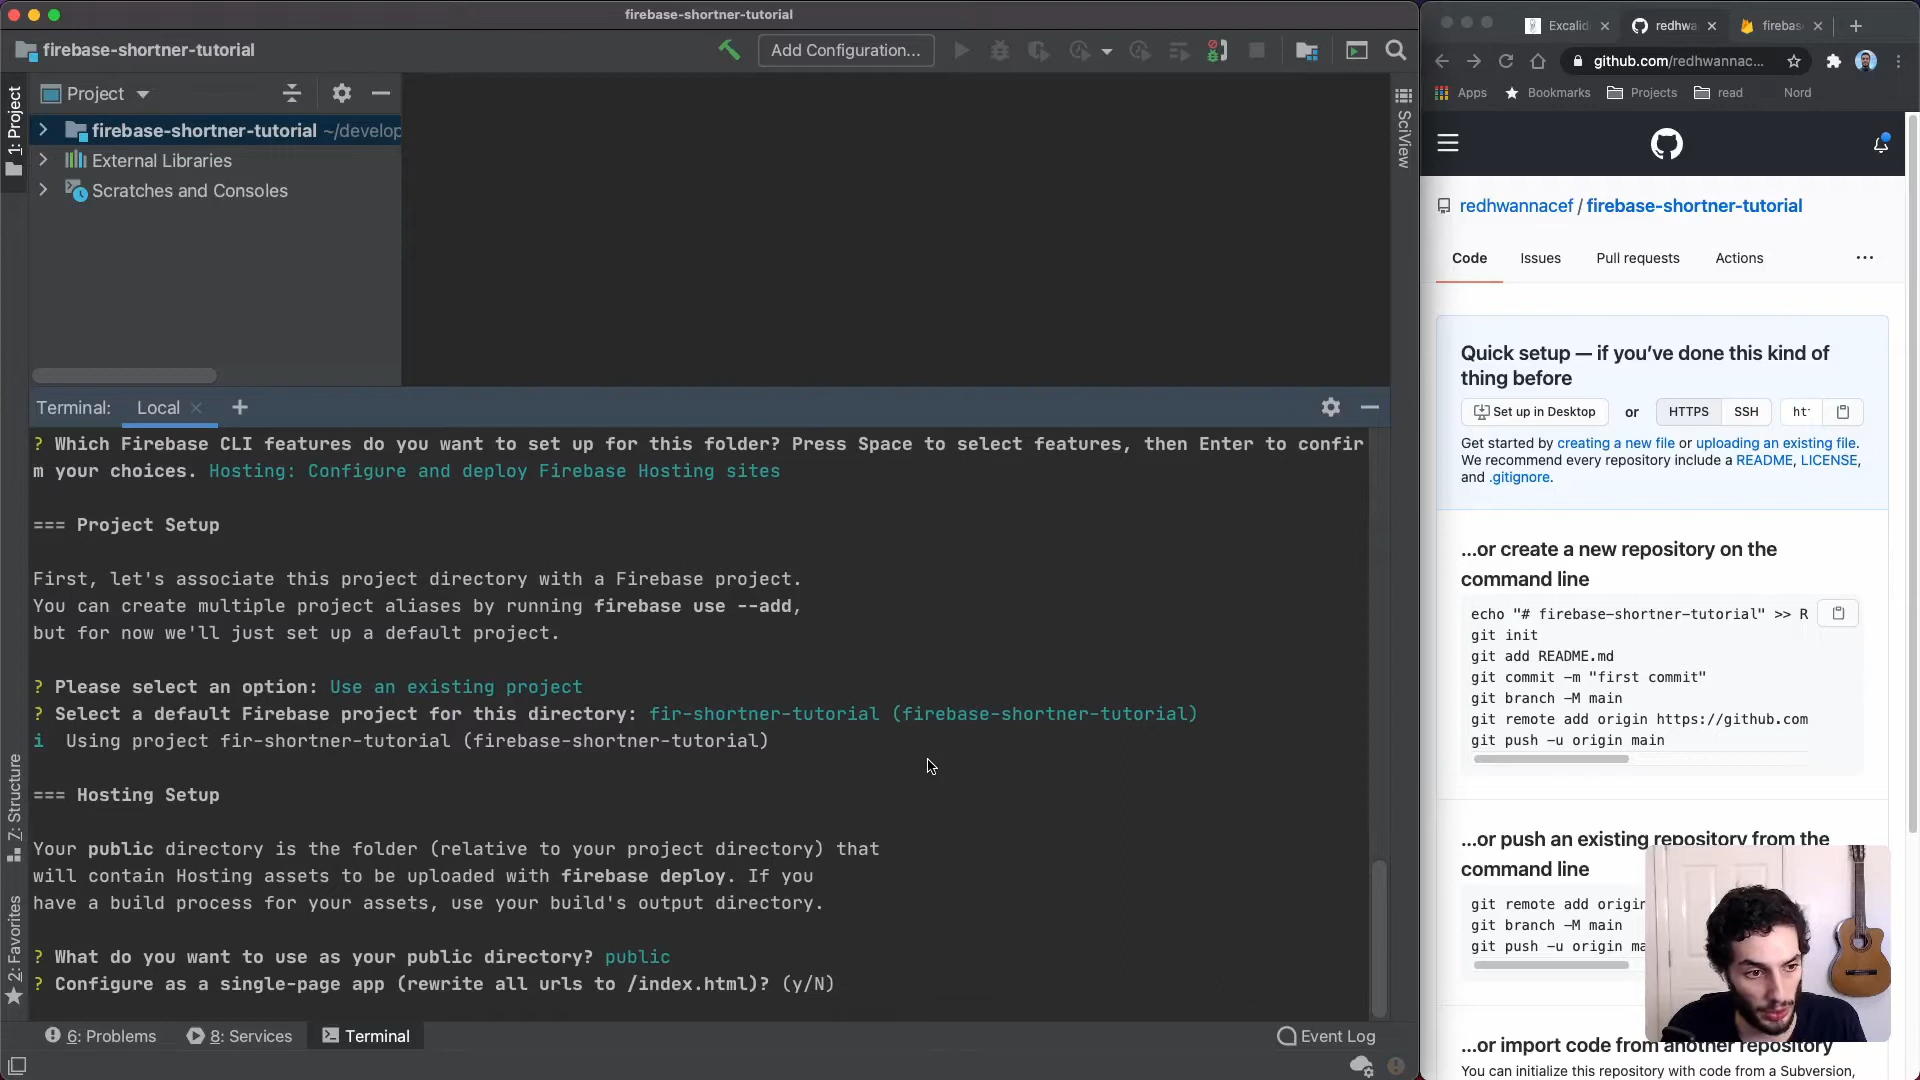 firebase-shortner-tutorial
firebase-shortner-tutorial
Add Configuration...
Project
firebase-shortner-tutorial ~/develop
External Libraries
Scratches and Consoles
1: Project
7: Structure
2: Favorites
SciView
Terminal: Local
? Which Firebase CLI features do you want to set up for this folder? Press Space to select features, then Enter to confir
m your choices. Hosting: Configure and deploy Firebase Hosting sites
=== Project Setup
First, let's associate this project directory with a Firebase project.
You can create multiple project aliases by running firebase use --add,
but for now we'll just set up a default project.
? Please select an option: Use an existing project
? Select a default Firebase project for this directory: fir-shortner-tutorial (firebase-shortner-tutorial)
i Using project fir-shortner-tutorial (firebase-shortner-tutorial)
=== Hosting Setup
Your public directory is the folder (relative to your project directory) that
will contain Hosting assets to be uploaded with firebase deploy. If you
have a build process for your assets, use your build's output directory.
? What do you want to use as your public directory? public
? Configure as a single-page app (rewrite all urls to /index.html)? (y/N)
6: Problems 8: Services Terminal Event Log
Excalid redhwa firebas
github.com/redhwannac...
Apps Bookmarks Projects read Nord
redhwannacef / firebase-shortner-tutorial
Code Issues Pull requests Actions ...
Quick setup — if you've done this kind of
thing before
Set up in Desktop or HTTPS SSH ht
Get started by creating a new file or uploading an existing file.
We recommend every repository include a README, LICENSE,
and .gitignore.
...or create a new repository on the
command line
echo "# firebase-shortner-tutorial" >> R
git init
git add README.md
git commit -m "first commit"
git branch -M main
git remote add origin https://github.com
git push -u origin main
...or push an existing repository from the
command line
git remote add origin
git branch -M main
git push -u ma
...or import code from another repository
You can initialize this repository with code from a Subversion,